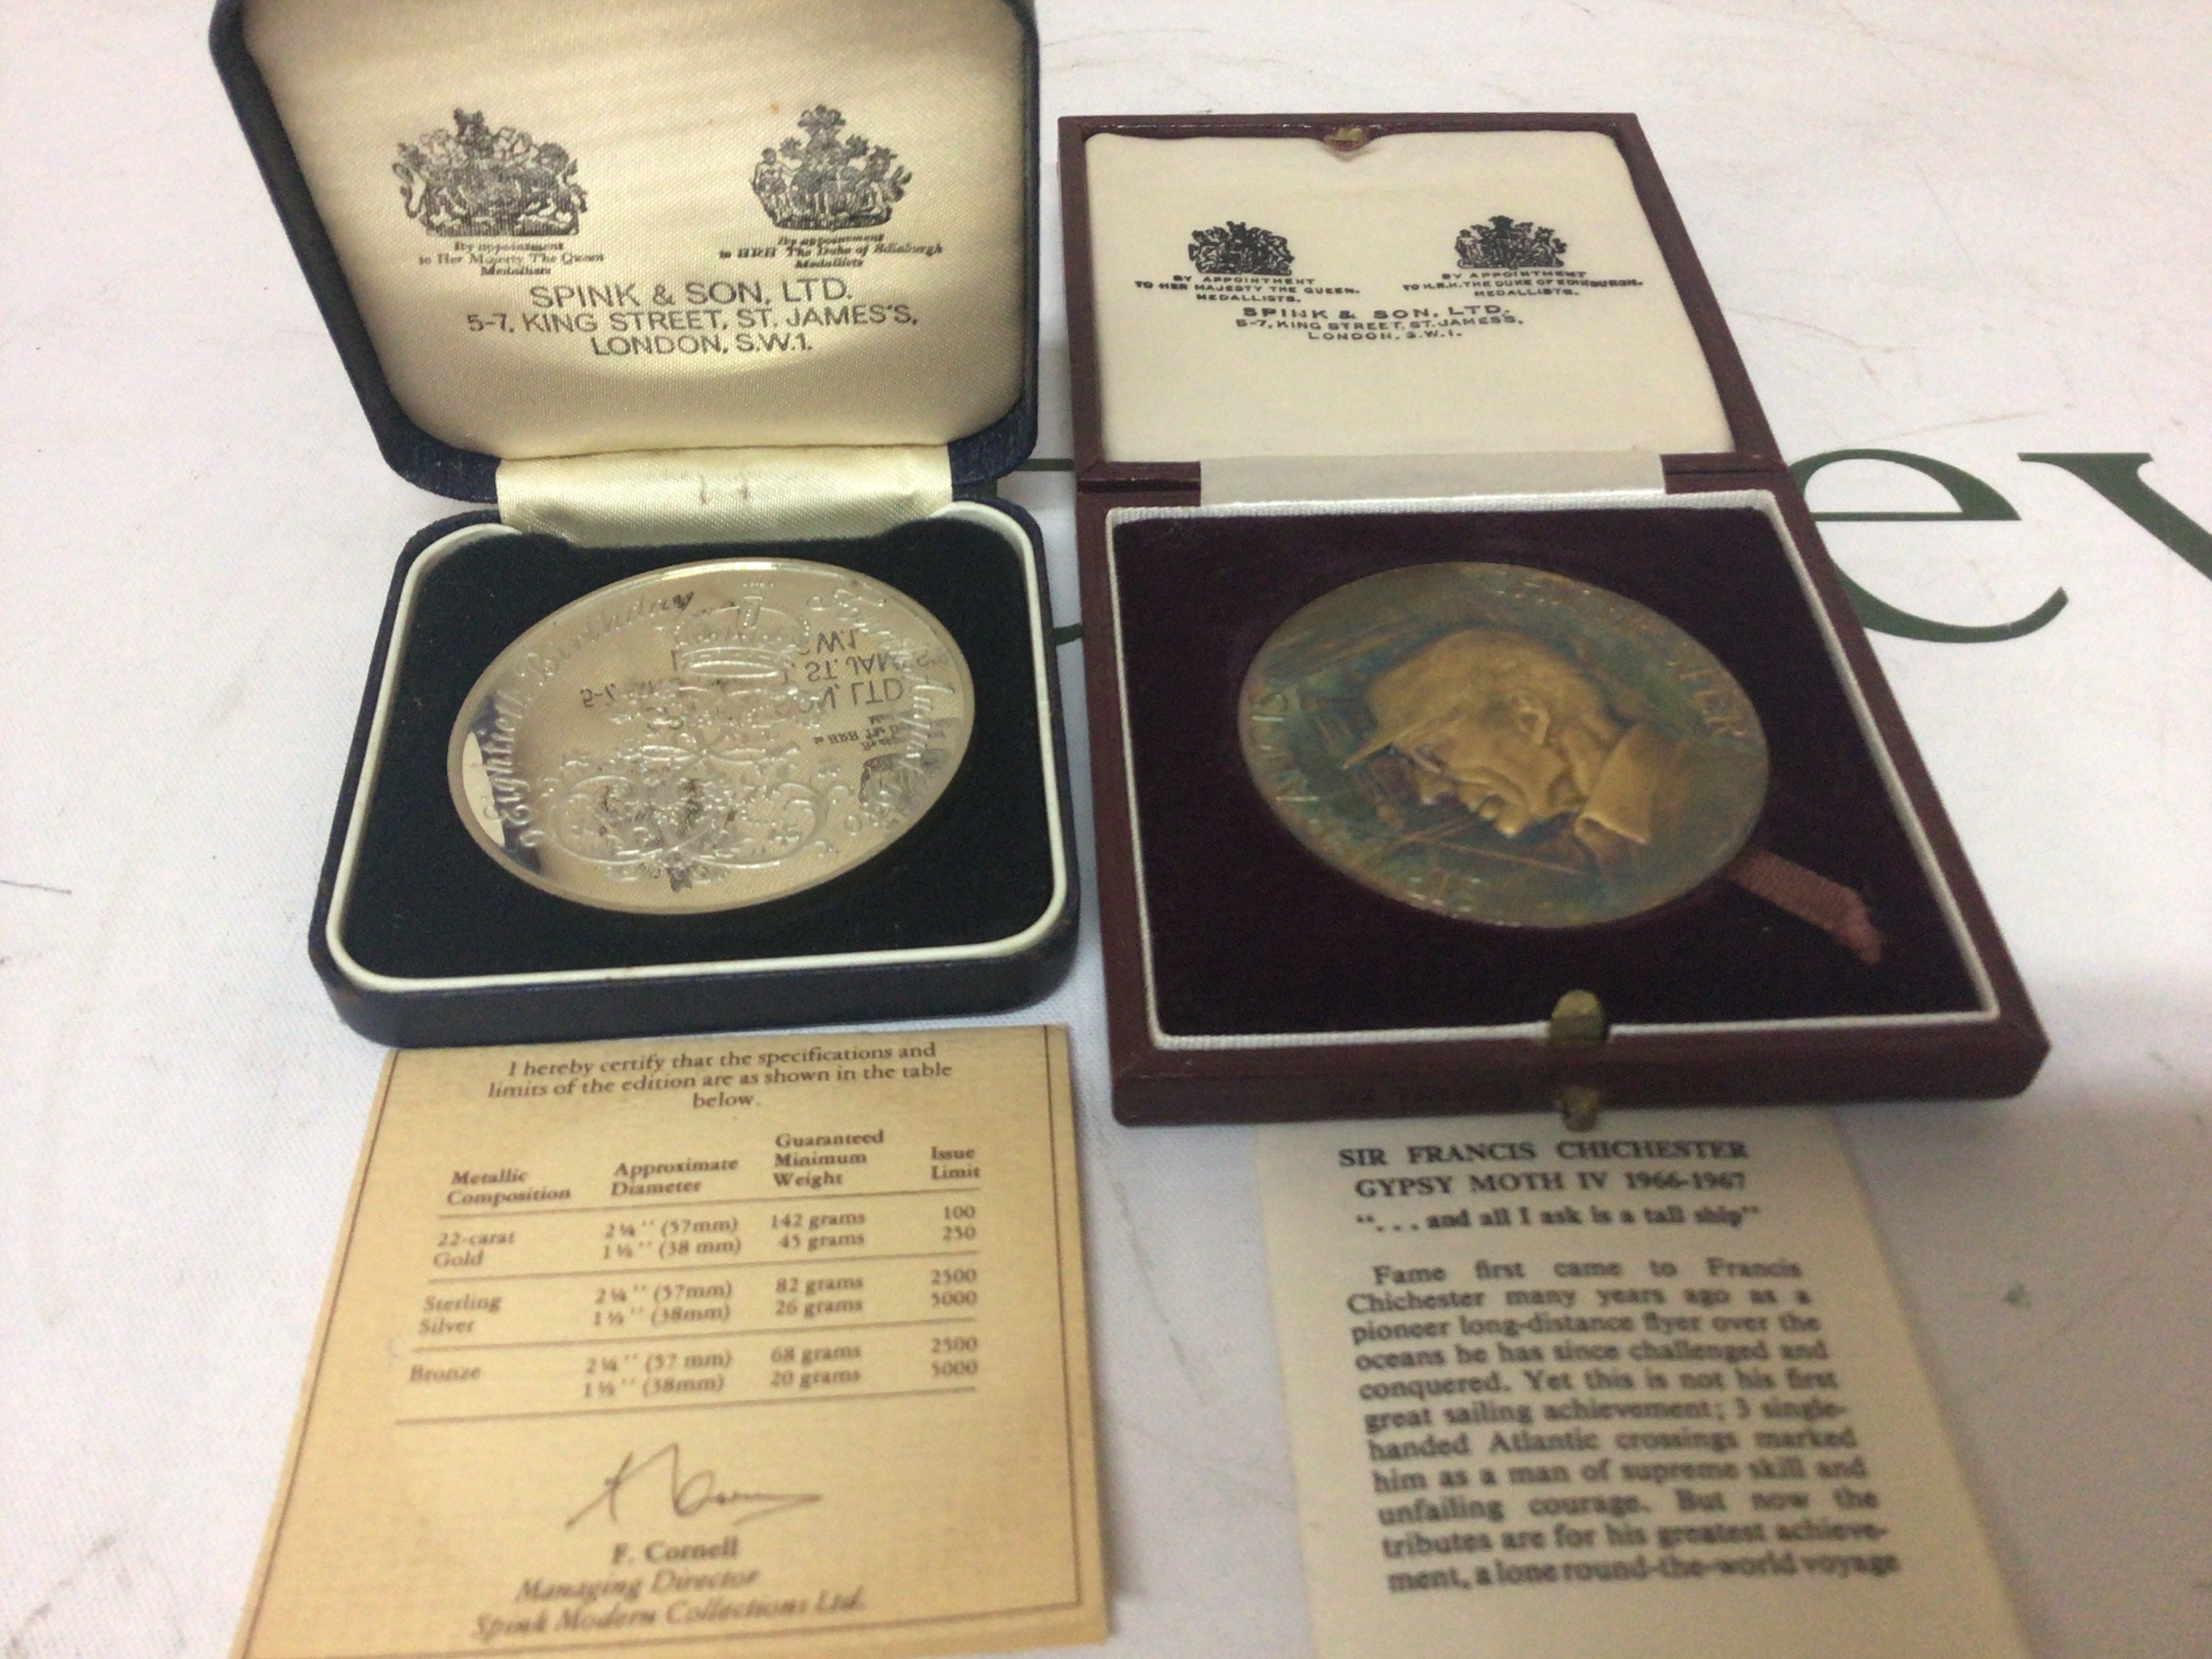 By appointment
to Her Majesty The Queen
Medallists
By appointment
to HRH The Duke of Edinburgh
Medallists
SPINK & SON, LTD.
5-7, KING STREET, ST. JAMES'S,
LONDON, S.W.1.
BY APPOINTMENT
TO HER MAJESTY THE QUEEN.
MEDALLISTS.
BY APPOINTMENT
TO H.R.H. THE DUKE OF EDINBURGH.
MEDALLISTS.
SPINK & SON, LTD.
5-7, KING STREET, ST. JAMES'S,
LONDON, S.W.1.
Eightieth Birthday
I hereby certify that the specifications and
limits of the edition are as shown in the table
below.
Metallic Composition Approximate Diameter Guaranteed Minimum Weight Issue Limit
22-carat Gold
2¼'' (57mm) 142 grams 100
1½'' (38 mm) 45 grams 250
Sterling Silver
2¼'' (57mm) 82 grams 2500
1½'' (38mm) 26 grams 5000
Bronze
2¼'' (57 mm) 68 grams 2500
1½'' (38mm) 20 grams 5000
F. Cornell
Managing Director
Spink Modern Collections Ltd.
SIR FRANCIS CHICHESTER
GYPSY MOTH IV 1966-1967
"... and all I ask is a tall ship"
Fame first came to Francis
Chichester many years ago as a
pioneer long-distance flyer over the
oceans he has since challenged and
conquered. Yet this is not his first
great sailing achievement; 3 single-
handed Atlantic crossings marked
him as a man of supreme skill and
unfailing courage. But now the
tributes are for his greatest achieve-
ment, a lone round-the-world voyage